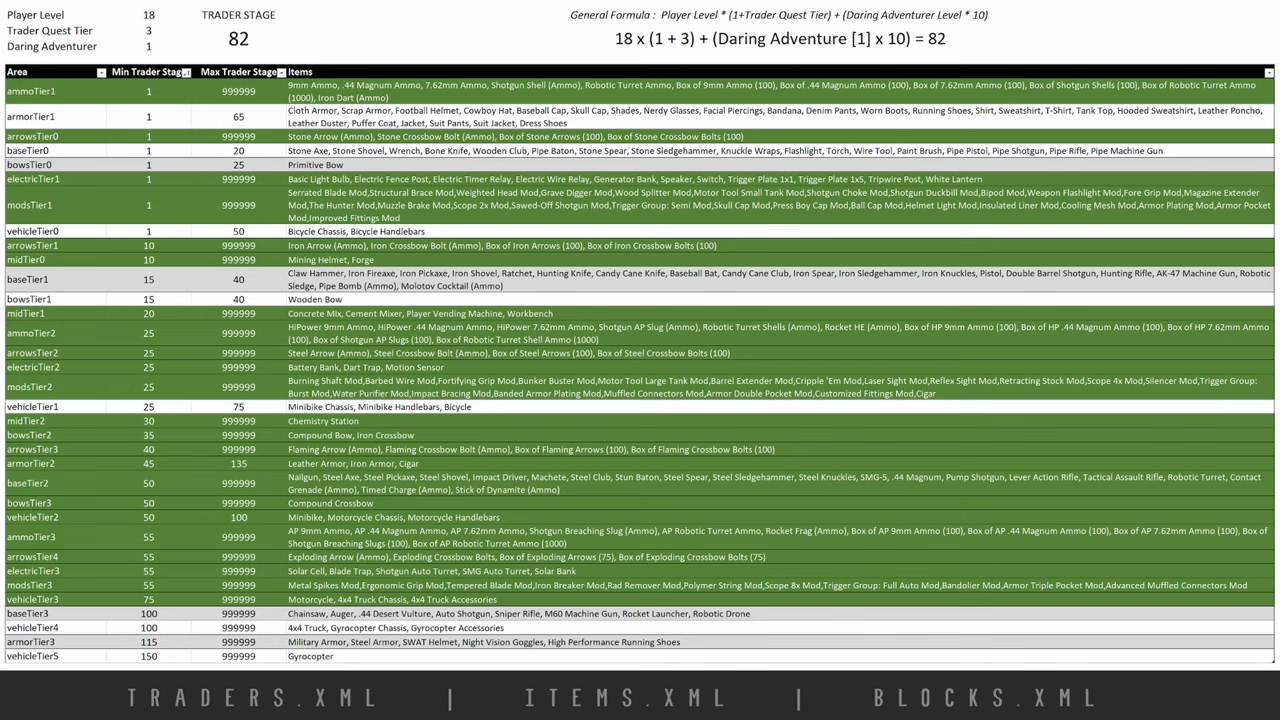 Player Level 18 TRADER STAGE General Formula : Player Level * (1+Trader Quest Tier) + (Daring Adventurer Level * 10)
Trader Quest Tier 3
82 18 x (1 + 3) + (Daring Adventure [1] x 10) = 82
Daring Adventurer 1
Area Min Trader Stag Max Trader Stage Items
ammoTier1 1 999999 9mm Ammo, .44 Magnum Ammo, 7.62mm Ammo, Shotgun Shell (Ammo), Robotic Turret Ammo, Box of 9mm Ammo (100), Box of .44 Magnum Ammo (100), Box of 7.62mm Ammo (100), Box of Shotgun Shells (100), Box of Robotic Turret Ammo
(1000), Iron Dart (Ammo)
armorTier1 1 65 Cloth Armor, Scrap Armor, Football Helmet, Cowboy Hat, Baseball Cap, Skull Cap, Shades, Nerdy Glasses, Facial Piercings, Bandana, Denim Pants, Worn Boots, Running Shoes, Shirt, Sweatshirt, T-Shirt, Tank Top, Hooded Sweatshirt, Leather Poncho,
Leather Duster, Puffer Coat, Jacket, Suit Pants, Suit Jacket, Dress Shoes
arrowsTier0 1 999999 Stone Arrow (Ammo), Stone Crossbow Bolt (Ammo), Box of Stone Arrows (100), Box of Stone Crossbow Bolts (100)
baseTier0 1 20 Stone Axe, Stone Shovel, Wrench, Bone Knife, Wooden Club, Pipe Baton, Stone Spear, Stone Sledgehammer, Knuckle Wraps, Flashlight, Torch, Wire Tool, Paint Brush, Pipe Pistol, Pipe Shotgun, Pipe Rifle, Pipe Machine Gun
bowsTier0 1 25 Primitive Bow
electricTier1 1 999999 Basic Light Bulb, Electric Fence Post, Electric Timer Relay, Electric Wire Relay, Generator Bank, Speaker, Switch, Trigger Plate 1x1, Trigger Plate 1x5, Tripwire Post, White Lantern
modsTier1 1 999999 Serrated Blade Mod,Structural Brace Mod,Weighted Head Mod,Grave Digger Mod,Wood Splitter Mod,Motor Tool Small Tank Mod,Shotgun Choke Mod,Shotgun Duckbill Mod,Bipod Mod,Weapon Flashlight Mod,Fore Grip Mod,Magazine Extender
Mod,The Hunter Mod,Muzzle Brake Mod,Scope 2x Mod,Sawed-Off Shotgun Mod,Trigger Group: Semi Mod,Skull Cap Mod,Press Boy Cap Mod,Ball Cap Mod,Helmet Light Mod,Insulated Liner Mod,Cooling Mesh Mod,Armor Plating Mod,Armor Pocket
Mod,Improved Fittings Mod
vehicleTier0 1 50 Bicycle Chassis, Bicycle Handlebars
arrowsTier1 10 999999 Iron Arrow (Ammo), Iron Crossbow Bolt (Ammo), Box of Iron Arrows (100), Box of Iron Crossbow Bolts (100)
midTier0 10 999999 Mining Helmet, Forge
baseTier1 15 40 Claw Hammer, Iron Fireaxe, Iron Pickaxe, Iron Shovel, Ratchet, Hunting Knife, Candy Cane Knife, Baseball Bat, Candy Cane Club, Iron Spear, Iron Sledgehammer, Iron Knuckles, Pistol, Double Barrel Shotgun, Hunting Rifle, AK-47 Machine Gun, Robotic
Sledge, Pipe Bomb (Ammo), Molotov Cocktail (Ammo)
bowsTier1 15 40 Wooden Bow
midTier1 20 999999 Concrete Mix, Cement Mixer, Player Vending Machine, Workbench
ammoTier2 25 999999 HiPower 9mm Ammo, HiPower .44 Magnum Ammo, HiPower 7.62mm Ammo, Shotgun AP Slug (Ammo), Robotic Turret Shells (Ammo), Rocket HE (Ammo), Box of HP 9mm Ammo (100), Box of HP .44 Magnum Ammo (100), Box of HP 7.62mm Ammo
(100), Box of Shotgun AP Slugs (100), Box of Robotic Turret Shell Ammo (1000)
arrowsTier2 25 999999 Steel Arrow (Ammo), Steel Crossbow Bolt (Ammo), Box of Steel Arrows (100), Box of Steel Crossbow Bolts (100)
electricTier2 25 999999 Battery Bank, Dart Trap, Motion Sensor
modsTier2 25 999999 Burning Shaft Mod,Barbed Wire Mod,Fortifying Grip Mod,Bunker Buster Mod,Motor Tool Large Tank Mod,Barrel Extender Mod,Cripple 'Em Mod,Laser Sight Mod,Reflex Sight Mod,Retracting Stock Mod,Scope 4x Mod,Silencer Mod,Trigger Group:
Burst Mod,Water Purifier Mod,Impact Bracing Mod,Banded Armor Plating Mod,Muffled Connectors Mod,Armor Double Pocket Mod,Customized Fittings Mod,Cigar
vehicleTier1 25 75 Minibike Chassis, Minibike Handlebars, Bicycle
midTier2 30 999999 Chemistry Station
bowsTier2 35 999999 Compound Bow, Iron Crossbow
arrowsTier3 40 999999 Flaming Arrow (Ammo), Flaming Crossbow Bolt (Ammo), Box of Flaming Arrows (100), Box of Flaming Crossbow Bolts (100)
armorTier2 45 135 Leather Armor, Iron Armor, Cigar
baseTier2 50 999999 Nailgun, Steel Axe, Steel Pickaxe, Steel Shovel, Impact Driver, Machete, Steel Club, Stun Baton, Steel Spear, Steel Sledgehammer, Steel Knuckles, SMG-5, .44 Magnum, Pump Shotgun, Lever Action Rifle, Tactical Assault Rifle, Robotic Turret, Contact
Grenade (Ammo), Timed Charge (Ammo), Stick of Dynamite (Ammo)
bowsTier3 50 999999 Compound Crossbow
vehicleTier2 50 100 Minibike, Motorcycle Chassis, Motorcycle Handlebars
ammoTier3 55 999999 AP 9mm Ammo, AP .44 Magnum Ammo, AP 7.62mm Ammo, Shotgun Breaching Slug (Ammo), AP Robotic Turret Ammo, Rocket Frag (Ammo), Box of AP 9mm Ammo (100), Box of AP .44 Magnum Ammo (100), Box of AP 7.62mm Ammo (100), Box of
Shotgun Breaching Slugs (100), Box of AP Robotic Turret Ammo (1000)
arrowsTier4 55 999999 Exploding Arrow (Ammo), Exploding Crossbow Bolts, Box of Exploding Arrows (75), Box of Exploding Crossbow Bolts (75)
electricTier3 55 999999 Solar Cell, Blade Trap, Shotgun Auto Turret, SMG Auto Turret, Solar Bank
modsTier3 55 999999 Metal Spikes Mod,Ergonomic Grip Mod,Tempered Blade Mod,Iron Breaker Mod,Rad Remover Mod,Polymer String Mod,Scope 8x Mod,Trigger Group: Full Auto Mod,Bandolier Mod,Armor Triple Pocket Mod,Advanced Muffled Connectors Mod
vehicleTier3 75 999999 Motorcycle, 4x4 Truck Chassis, 4x4 Truck Accessories
baseTier3 100 999999 Chainsaw, Auger, .44 Desert Vulture, Auto Shotgun, Sniper Rifle, M60 Machine Gun, Rocket Launcher, Robotic Drone
vehicleTier4 100 999999 4x4 Truck, Gyrocopter Chassis, Gyrocopter Accessories
armorTier3 115 999999 Military Armor, Steel Armor, SWAT Helmet, Night Vision Goggles, High Performance Running Shoes
vehicleTier5 150 999999 Gyrocopter
TRADERS.XML | ITEMS.XML | BLOCKS.XML